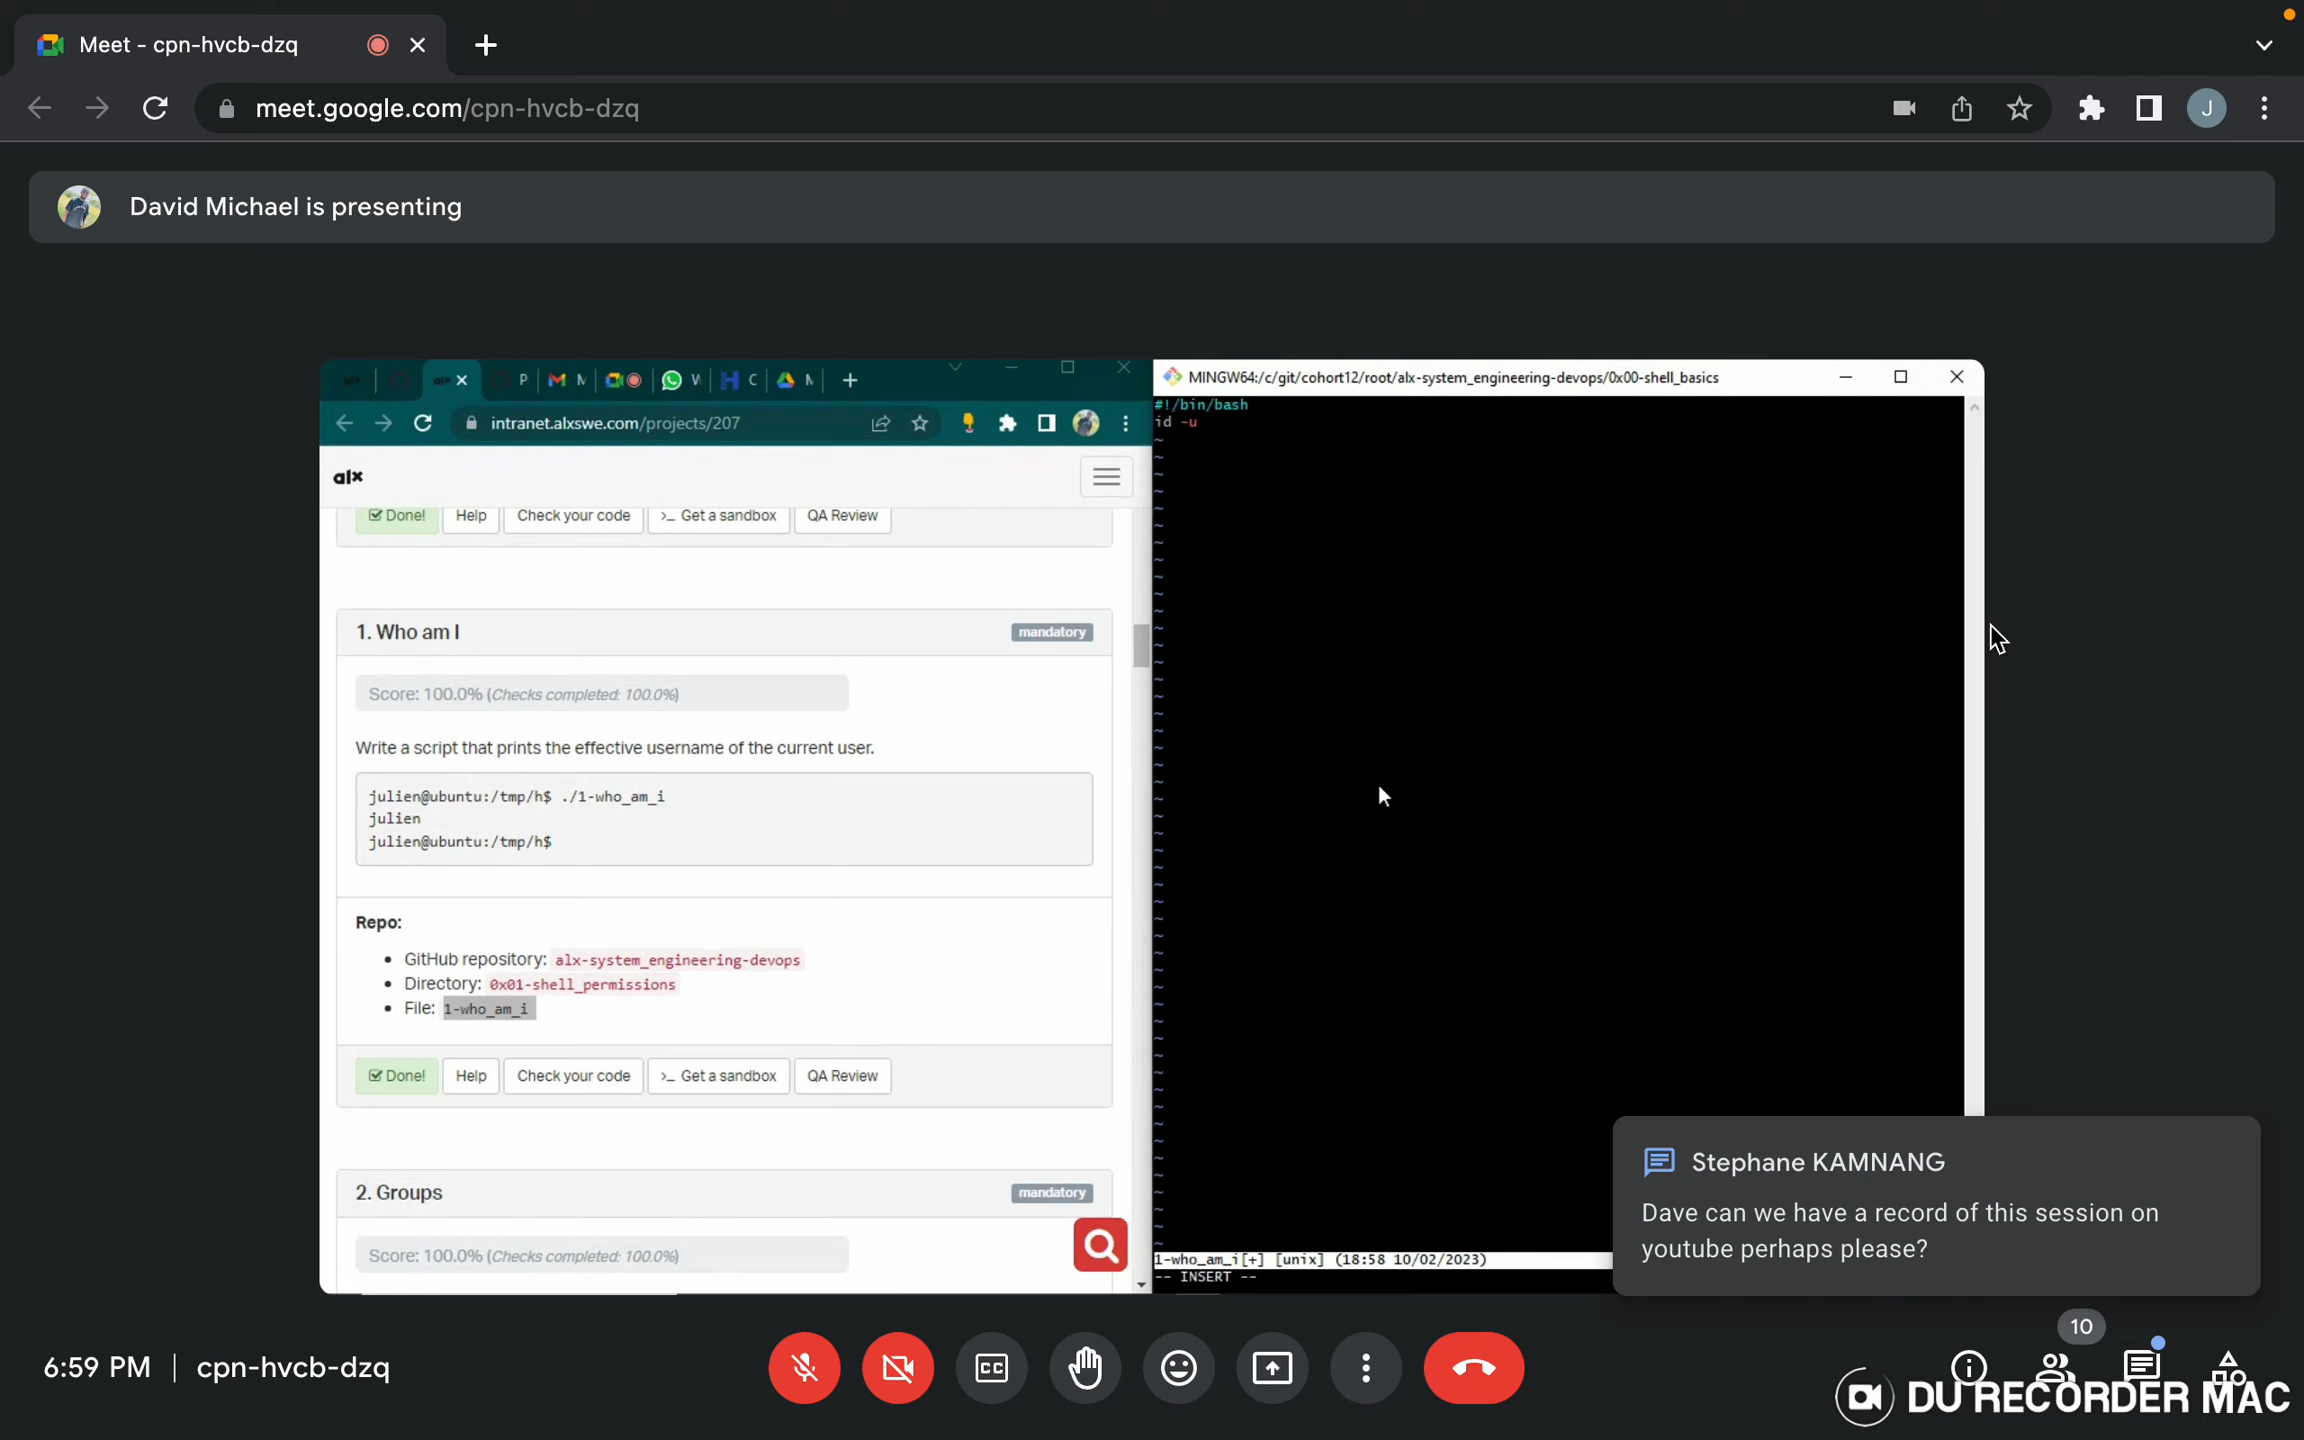 Meet - cpn-hvcb-dzq
meet.google.com/cpn-hvcb-dzq
J
David Michael is presenting
alx
P
M
W
C
M
intranet.alxswe.com/projects/207
alx
Done!
Help
Check your code
>_ Get a sandbox
QA Review
1. Who am I
mandatory
Score: 100.0% (Checks completed: 100.0%)
Write a script that prints the effective username of the current user.
julien@ubuntu:/tmp/h$ ./1-who_am_i
julien
julien@ubuntu:/tmp/h$
Repo:
GitHub repository: alx-system_engineering-devops
Directory: 0x01-shell_permissions
File: 1-who_am_i
Done!
Help
Check your code
>_ Get a sandbox
QA Review
2. Groups
mandatory
Score: 100.0% (Checks completed: 100.0%)
MINGW64:/c/git/cohort12/root/alx-system_engineering-devops/0x00-shell_basics
#!/bin/bash
id -u
1-who_am_i[+] [unix] (18:58 10/02/2023)
-- INSERT --
Stephane KAMNANG
Dave can we have a record of this session on
youtube perhaps please?
6:59 PM | cpn-hvcb-dzq
CC
10
DU RECORDER MAC